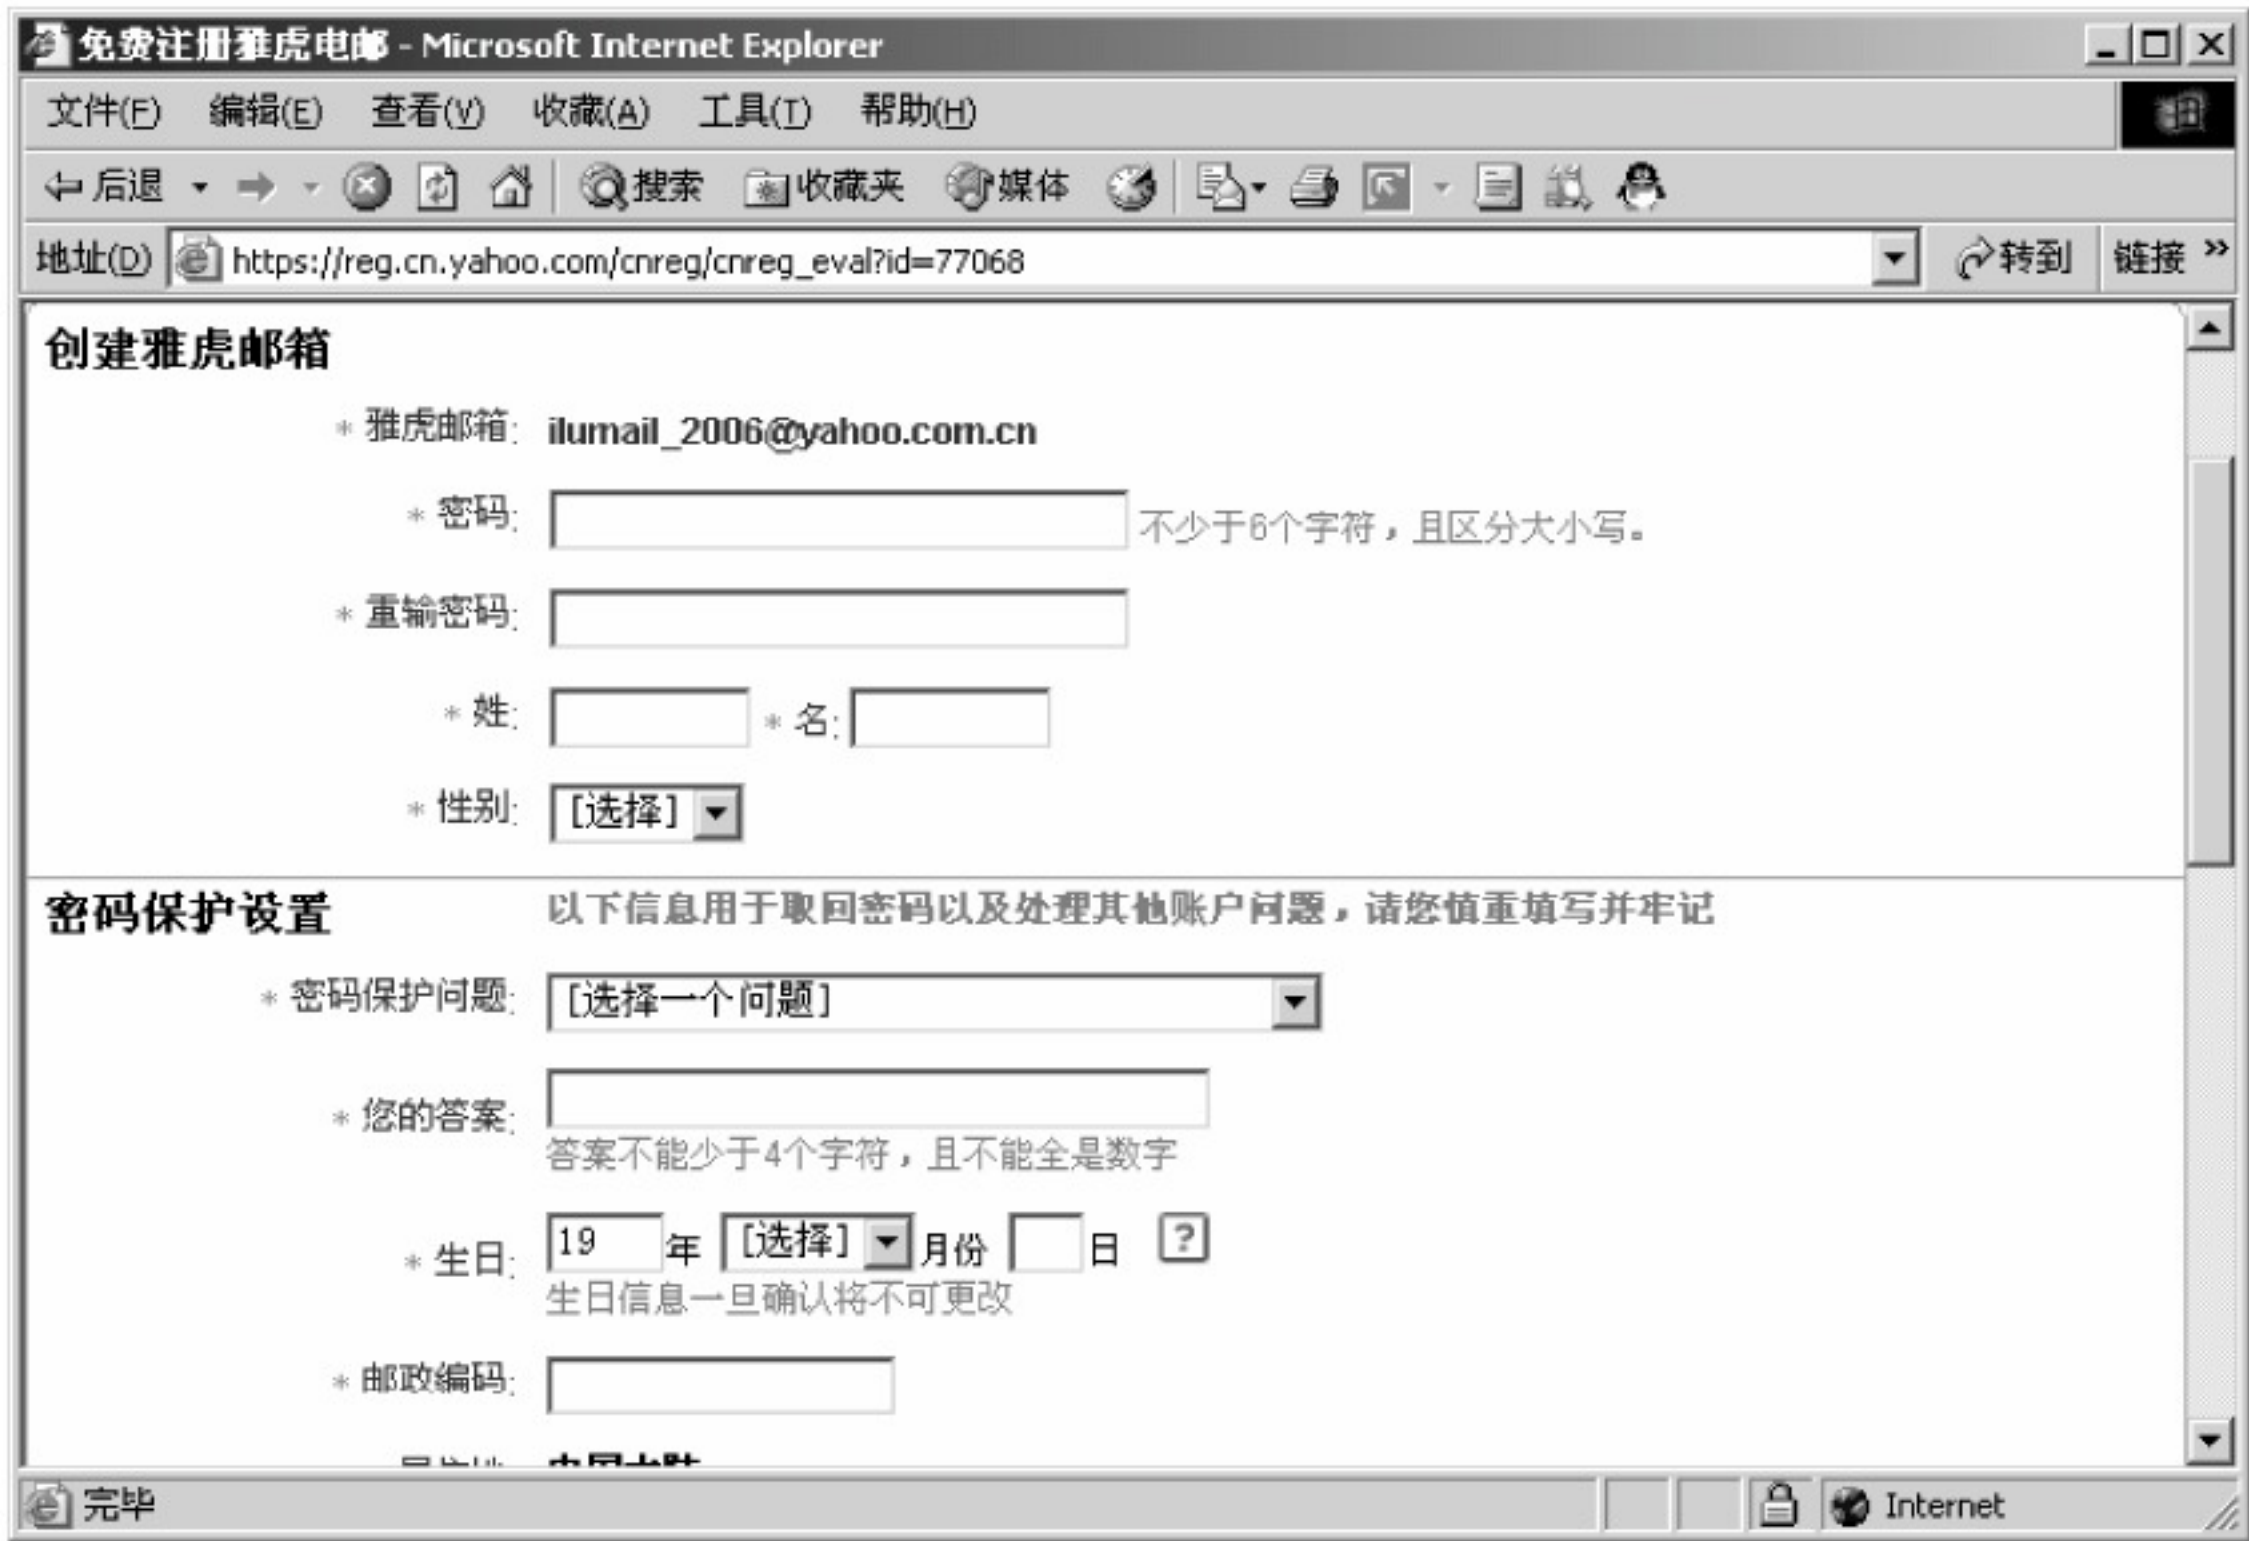 免费注册雅虎电邮 - Microsoft Internet Explorer
文件(F) 编辑(E) 查看(V) 收藏(A) 工具(T) 帮助(H)
后退 搜索 收藏夹 媒体
地址(D) https://reg.cn.yahoo.com/cnreg/cnreg_eval?id=77068 转到 链接 »
创建雅虎邮箱
* 雅虎邮箱: ilumail_2006@yahoo.com.cn
* 密码: 不少于6个字符，且区分大小写。
* 重输密码:
* 姓: * 名:
* 性别: [选择]
密码保护设置 以下信息用于取回密码以及处理其他账户问题，请您慎重填写并牢记
* 密码保护问题: [选择一个问题]
* 您的答案:
答案不能少于4个字符，且不能全是数字
* 生日: 19 年 [选择] 月份 日 ?
生日信息一旦确认将不可更改
* 邮政编码:
完毕 Internet